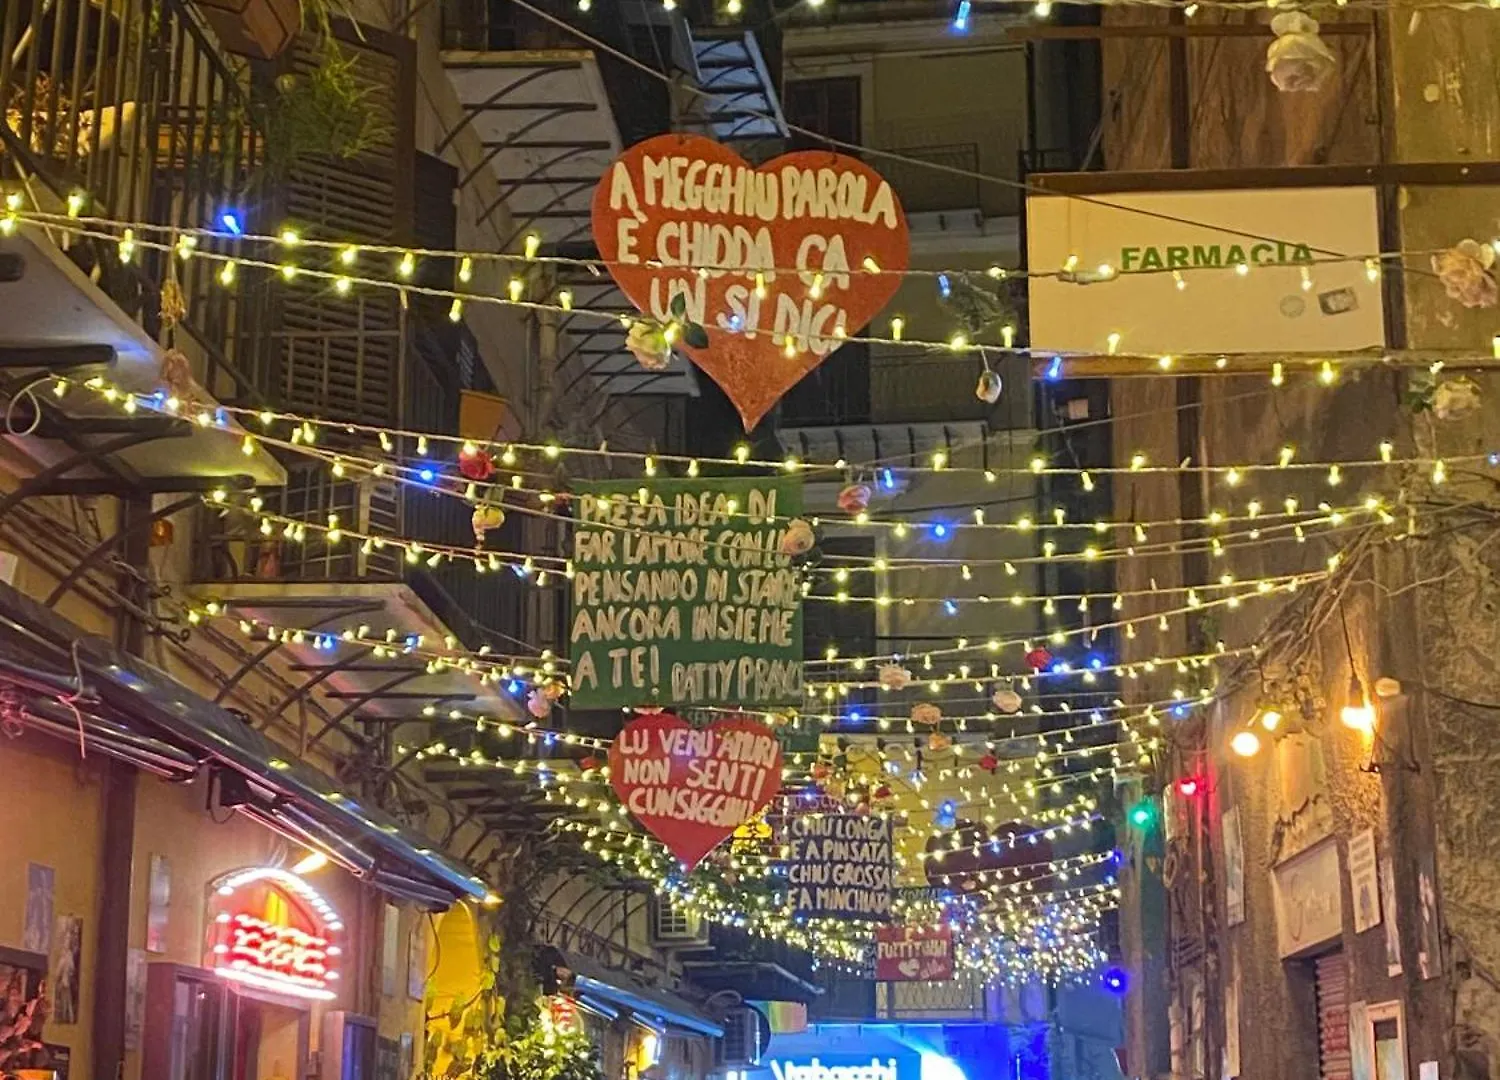 A MEGGHIU PAROLA
È CHIDDA CA
UN SI DICI
FARMACIA
PAZZA IDEA DI
FAR L'AMORE CON LUI
PENSANDO DI STARE
ANCORA INSIEME
A TE! PATTY PRAVO
LU VERU AMURI
NON SENTI
CUNSIGGHIU
CHIÙ LONGA
E A PINSATA
CHIÙ GROSSA
E A MINCHIATA
Tabacchi